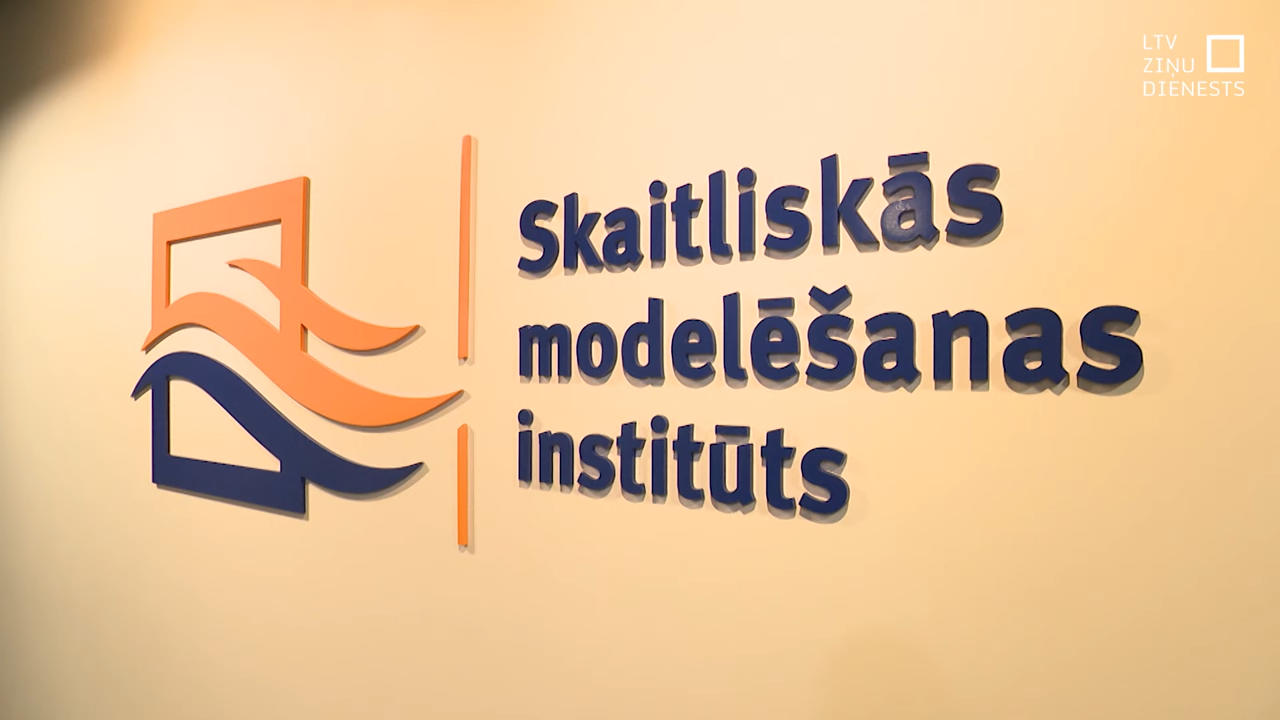 LTV
ZIŅU
DIENESTS
Skaitliskās
modelēšanas
institūts